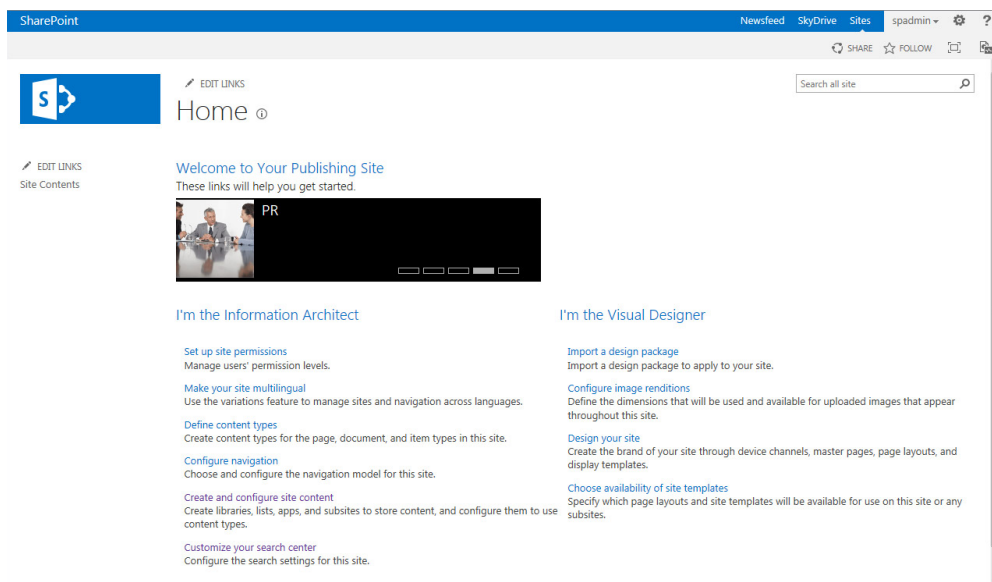 SharePoint
Newsfeed SkyDrive Sites spadmin ?
SHARE FOLLOW
S
EDIT LINKS
Search all site
Home
EDIT LINKS
Site Contents
Welcome to Your Publishing Site
These links will help you get started.
PR
I'm the Information Architect
Set up site permissions
Manage users' permission levels.
Make your site multilingual
Use the variations feature to manage sites and navigation across languages.
Define content types
Create content types for the page, document, and item types in this site.
Configure navigation
Choose and configure the navigation model for this site.
Create and configure site content
Create libraries, lists, apps, and subsites to store content, and configure them to use
content types.
Customize your search center
Configure the search settings for this site.
I'm the Visual Designer
Import a design package
Import a design package to apply to your site.
Configure image renditions
Define the dimensions that will be used and available for uploaded images that appear
throughout this site.
Design your site
Create the brand of your site through device channels, master pages, page layouts, and
display templates.
Choose availability of site templates
Specify which page layouts and site templates will be available for use on this site or any
subsites.